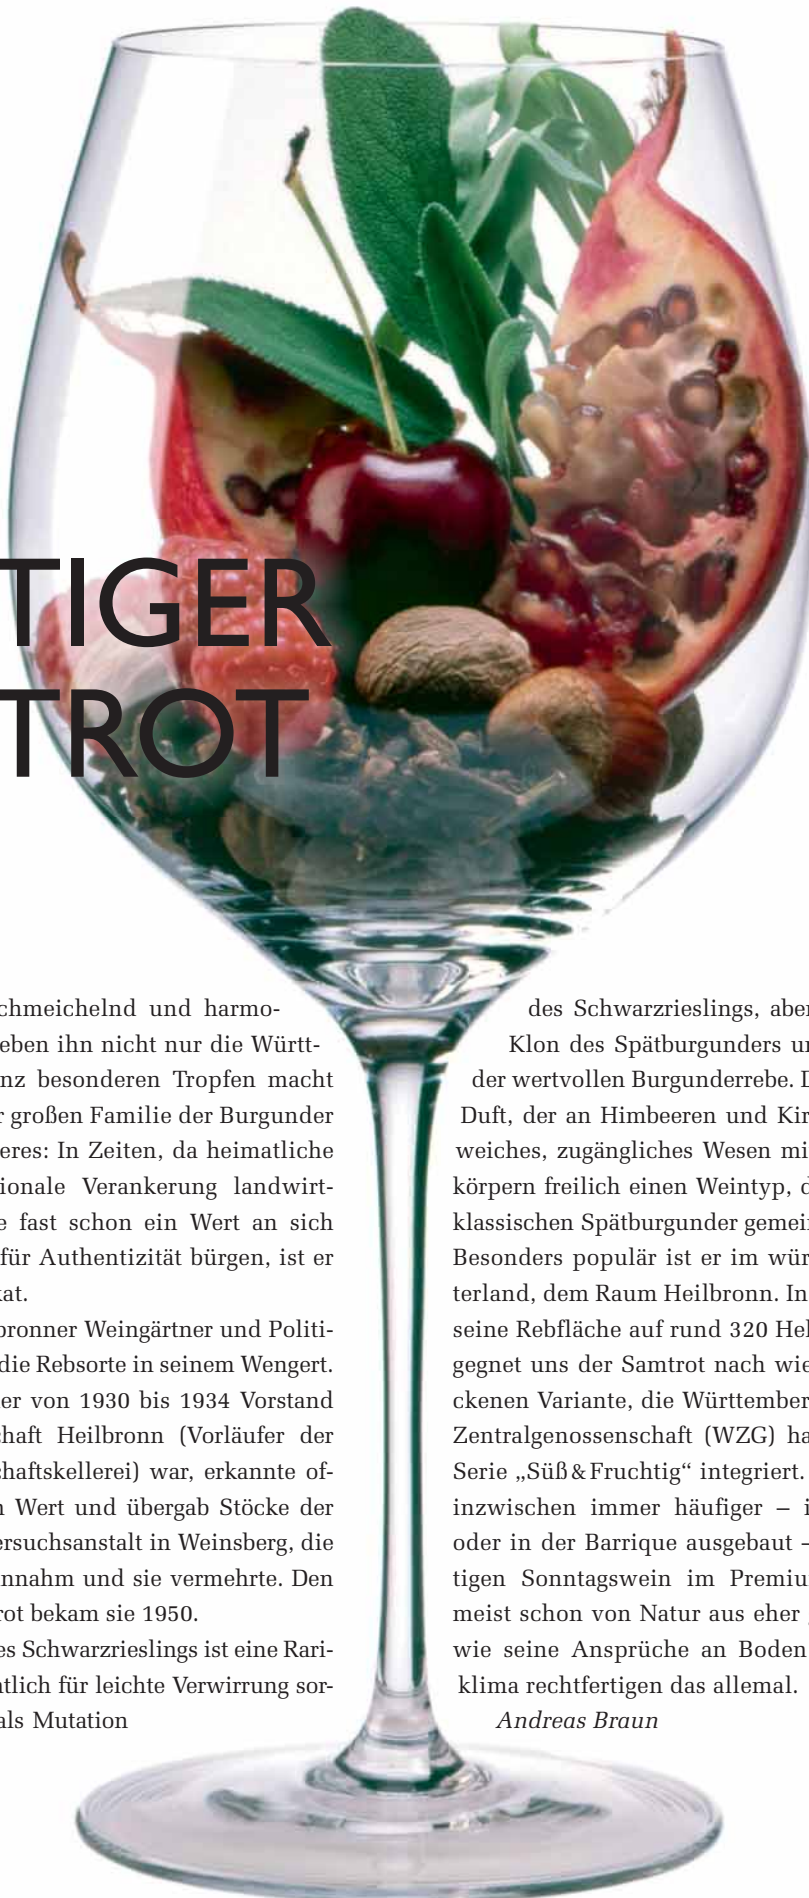 TIGER
TROT
chmeichelnd und harmo-
eben ihn nicht nur die Württ-
nz besonderen Tropfen macht
r großen Familie der Burgunder
eres: In Zeiten, da heimatliche
ionale Verankerung landwirt-
e fast schon ein Wert an sich
für Authentizität bürgen, ist er
kat.
bronner Weingärtner und Politi-
die Rebsorte in seinem Wengert.
er von 1930 bis 1934 Vorstand
haft Heilbronn (Vorläufer der
haftskellerei) war, erkannte of-
n Wert und übergab Stöcke der
ersuchsanstalt in Weinsberg, die
nnahm und sie vermehrte. Den
rot bekam sie 1950.
es Schwarzrieslings ist eine Rari-
ntlich für leichte Verwirrung sor-
als Mutation
des Schwarzrieslings, aber
Klon des Spätburgunders un
der wertvollen Burgunderrebe. D
Duft, der an Himbeeren und Kir
weiches, zugängliches Wesen mi
körpern freilich einen Weintyp, d
klassischen Spätburgunder gemein
Besonders populär ist er im wür
terland, dem Raum Heilbronn. In
seine Rebfläche auf rund 320 Hek
gegnet uns der Samtrot nach wie
ckenen Variante, die Württember
Zentralgenossenschaft (WZG) ha
Serie „Süß & Fruchtig“ integriert.
inzwischen immer häufiger – i
oder in der Barrique ausgebaut –
tigen Sonntagswein im Premiu
meist schon von Natur aus eher
wie seine Ansprüche an Boden
klima rechtfertigen das allemal.
Andreas Braun